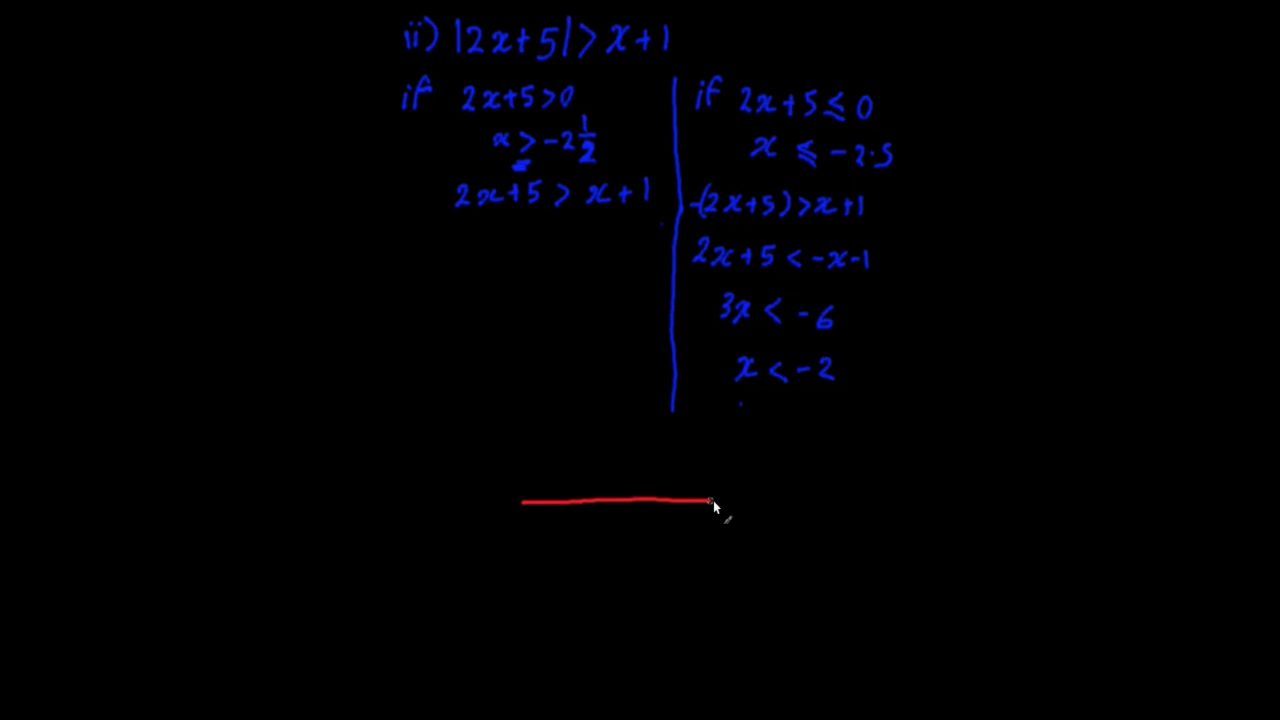 ii) |2x+5| > x+1
if 2x+5>0
x > -2 1/2
2x+5 > x+1
if 2x+5 ≤ 0
x ≤ -2.5
-(2x+5) > x+1
2x+5 < -x-1
3x < -6
x < -2